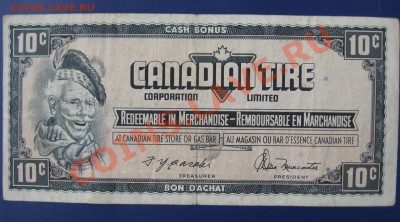 CASH BONUS
10¢ 10¢
CANADIAN TIRE
CORPORATION LIMITED
REDEEMABLE IN MERCHANDISE – REMBOURSABLE EN MARCHANDISE
AT CANADIAN TIRE STORE OR GAS BAR AU MAGASIN OU BAR D'ESSENCE CANADIAN TIRE
TREASURER PRESIDENT
10¢ 10¢
BON D'ACHAT